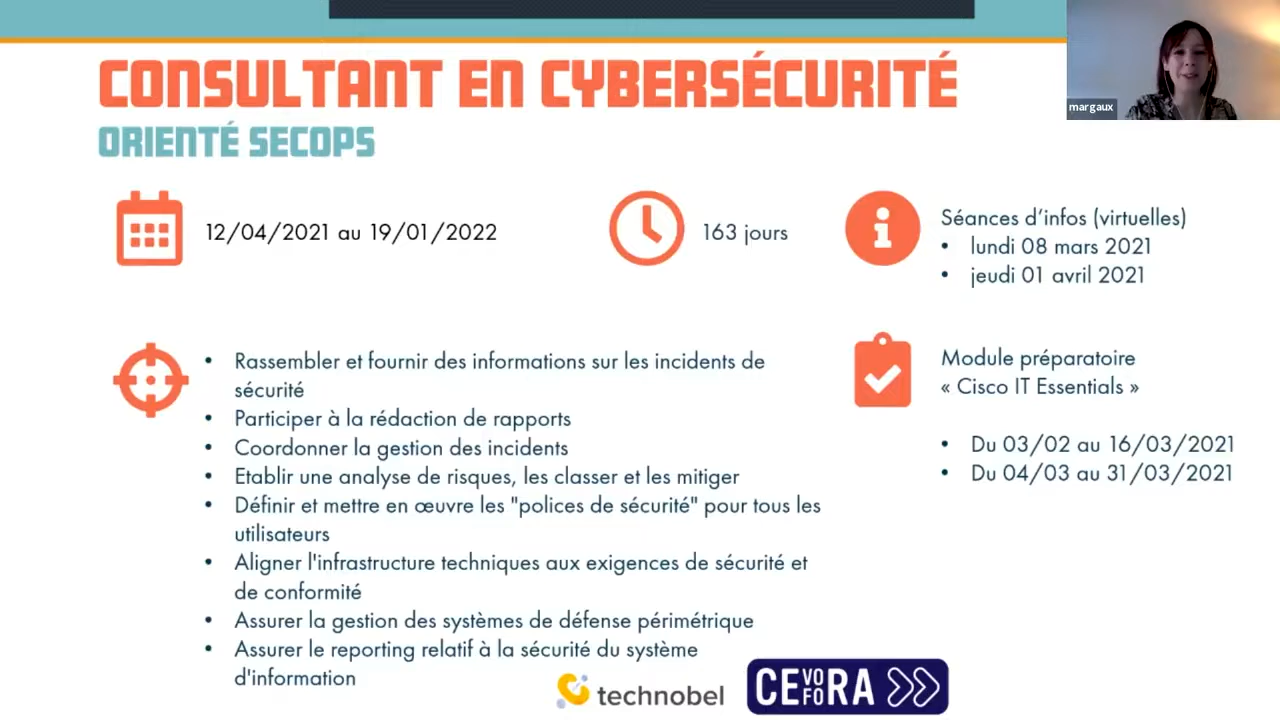 CONSULTANT EN CYBERSÉCURITÉ
ORIENTÉ SECOPS
margaux
12/04/2021 au 19/01/2022
163 jours
Séances d’infos (virtuelles)
• lundi 08 mars 2021
• jeudi 01 avril 2021
• Rassembler et fournir des informations sur les incidents de
sécurité
• Participer à la rédaction de rapports
• Coordonner la gestion des incidents
• Etablir une analyse de risques, les classer et les mitiger
• Définir et mettre en œuvre les "polices de sécurité" pour tous les
utilisateurs
• Aligner l'infrastructure techniques aux exigences de sécurité et
de conformité
• Assurer la gestion des systèmes de défense périmétrique
• Assurer le reporting relatif à la sécurité du système
d'information
Module préparatoire
« Cisco IT Essentials »
• Du 03/02 au 16/03/2021
• Du 04/03 au 31/03/2021
technobel
CEVOFORA